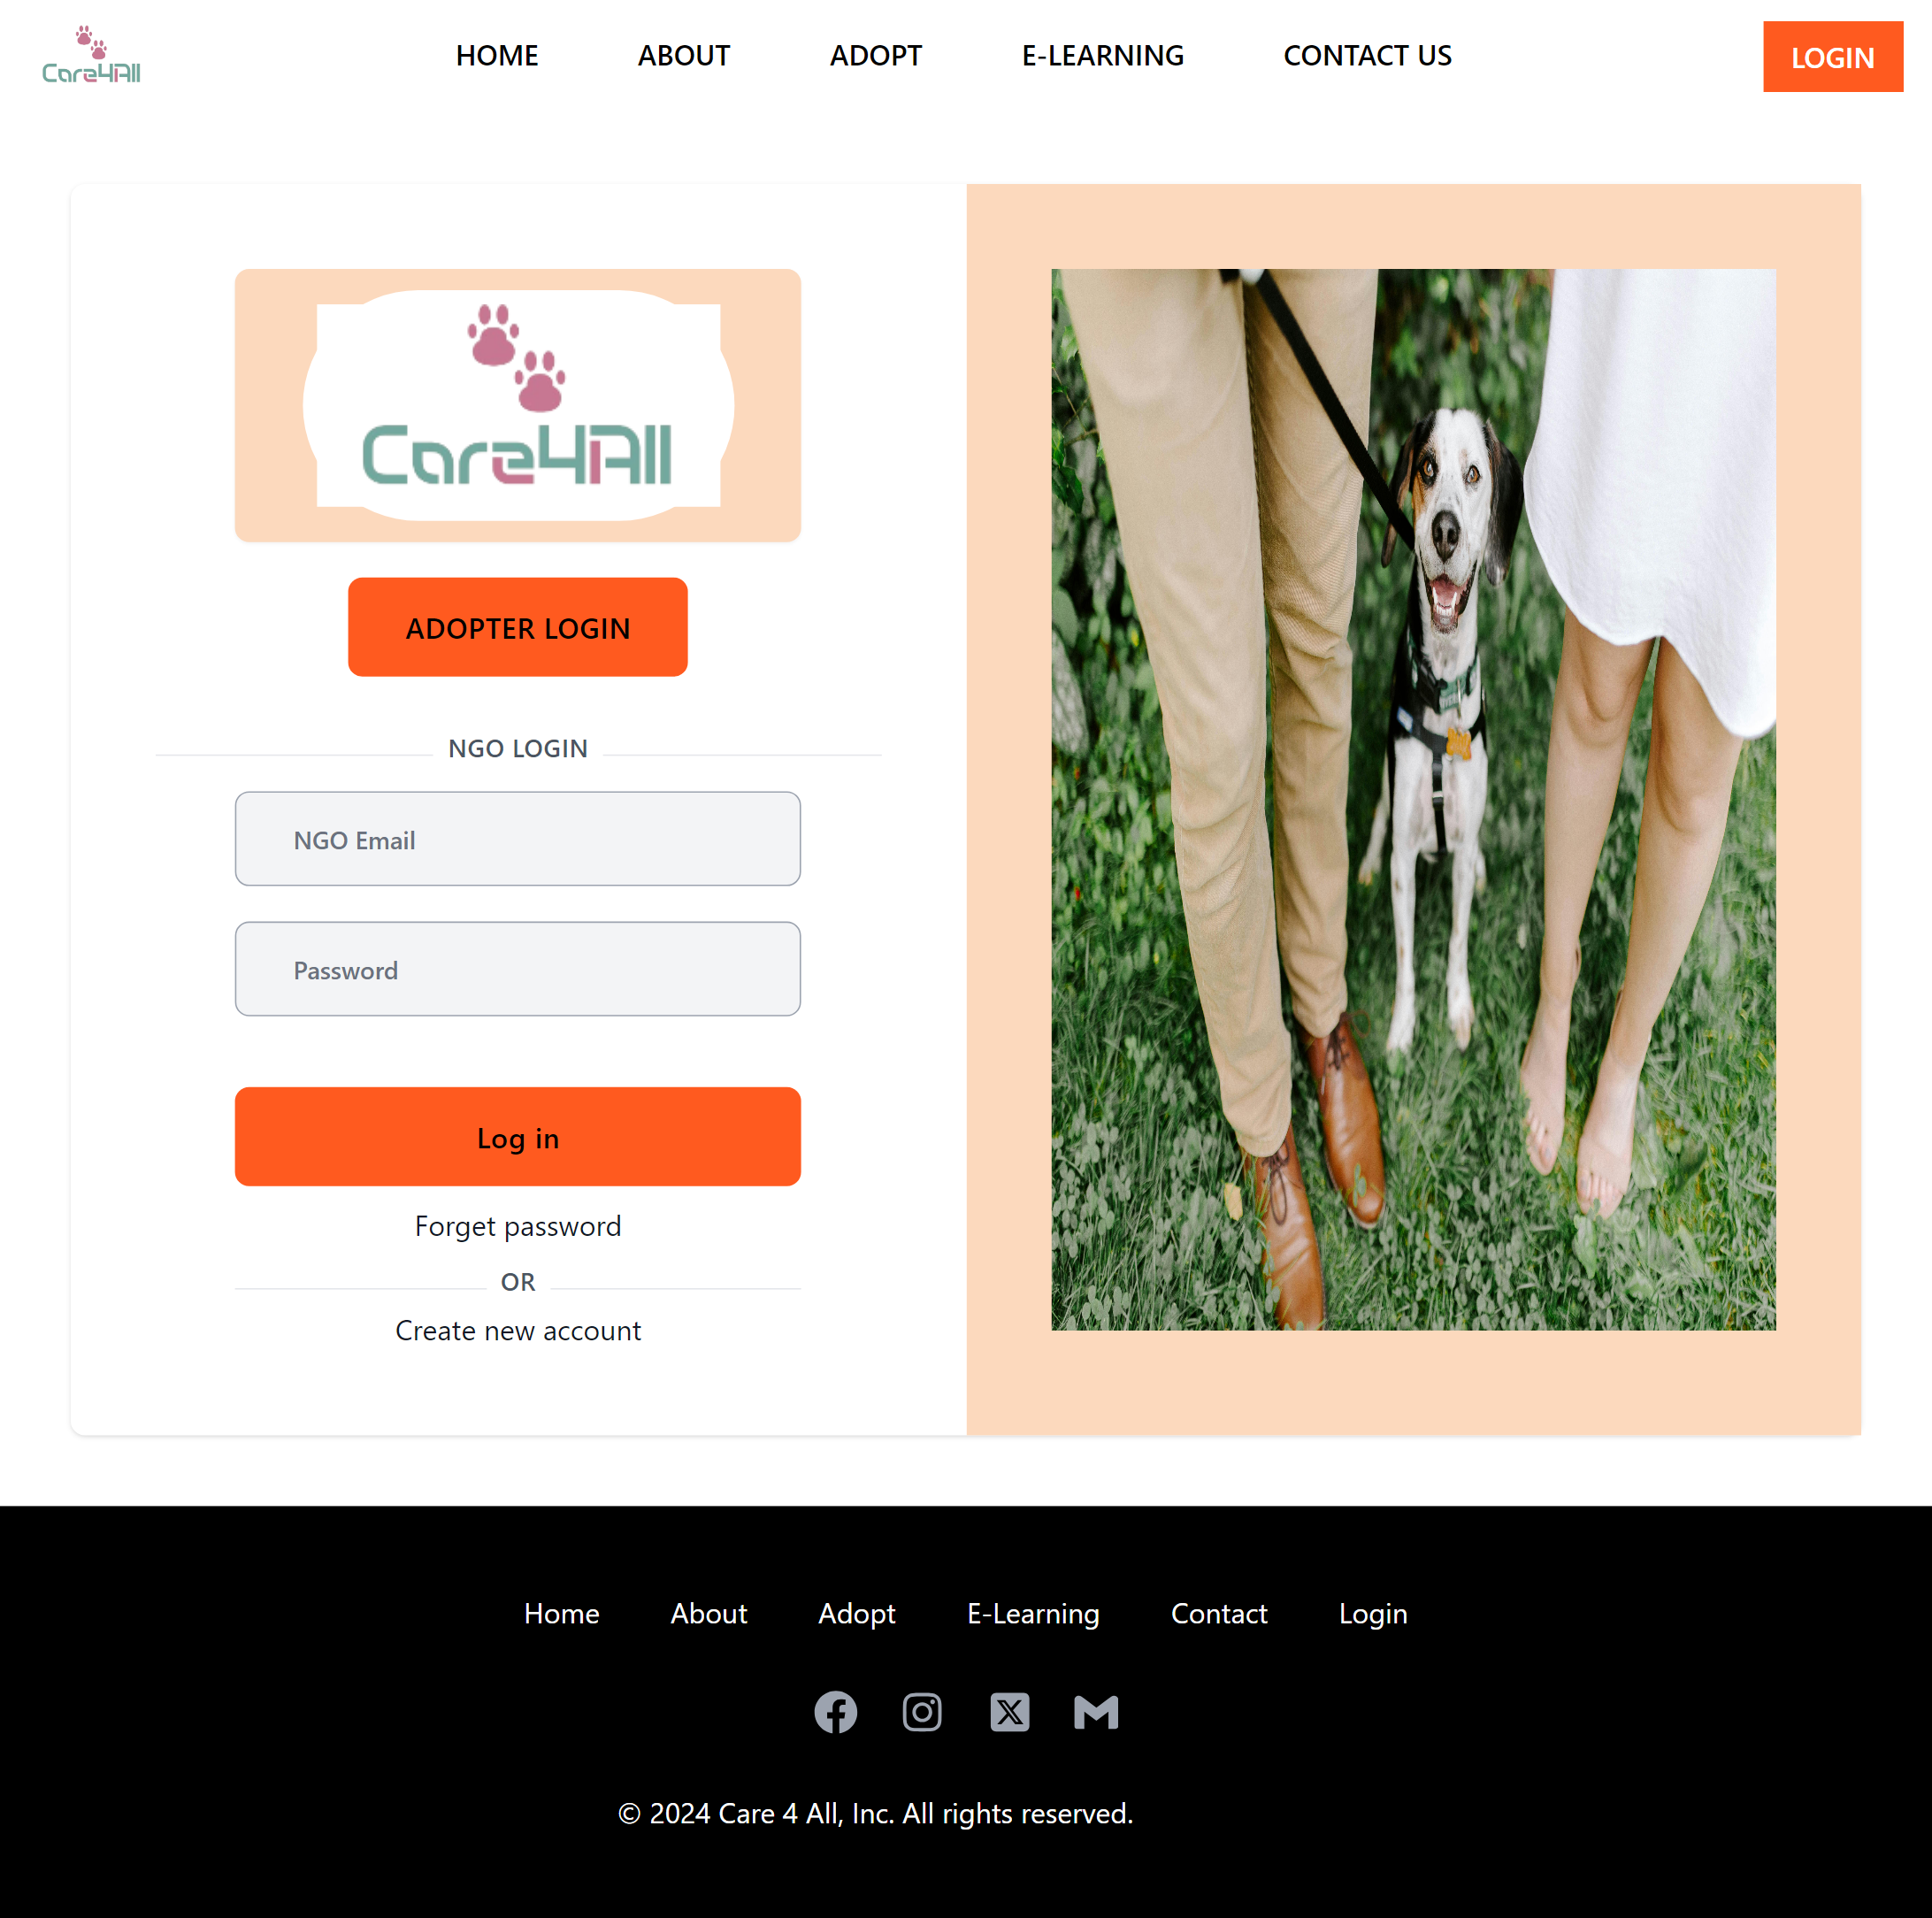 Care4All
HOME ABOUT ADOPT E-LEARNING CONTACT US LOGIN
Care4All
ADOPTER LOGIN
NGO LOGIN
NGO Email
Password
Log in
Forget password
OR
Create new account
Home About Adopt E-Learning Contact Login
© 2024 Care 4 All, Inc. All rights reserved.